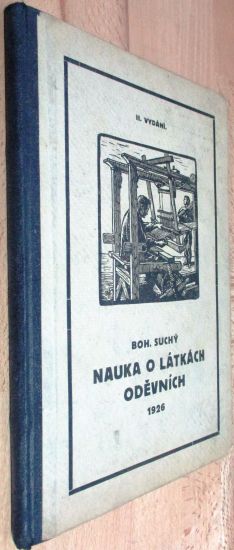 II. VYDÁNÍ.
BOH. SUCHÝ
NAUKA O LÁTKÁCH
ODĚVNÍCH
1926